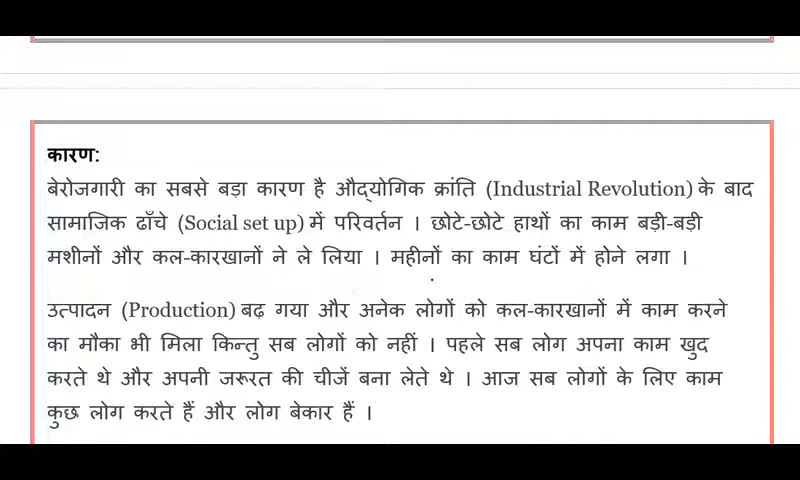 कारण:
बेरोजगारी का सबसे बड़ा कारण है औद्योगिक क्रांति (Industrial Revolution) के बाद
सामाजिक ढाँचे (Social set up) में परिवर्तन । छोटे-छोटे हाथों का काम बड़ी-बड़ी
मशीनों और कल-कारखानों ने ले लिया । महीनों का काम घंटों में होने लगा ।
उत्पादन (Production) बढ़ गया और अनेक लोगों को कल-कारखानों में काम करने
का मौका भी मिला किन्तु सब लोगों को नहीं । पहले सब लोग अपना काम खुद
करते थे और अपनी जरूरत की चीजें बना लेते थे । आज सब लोगों के लिए काम
कुछ लोग करते हैं और लोग बेकार हैं ।